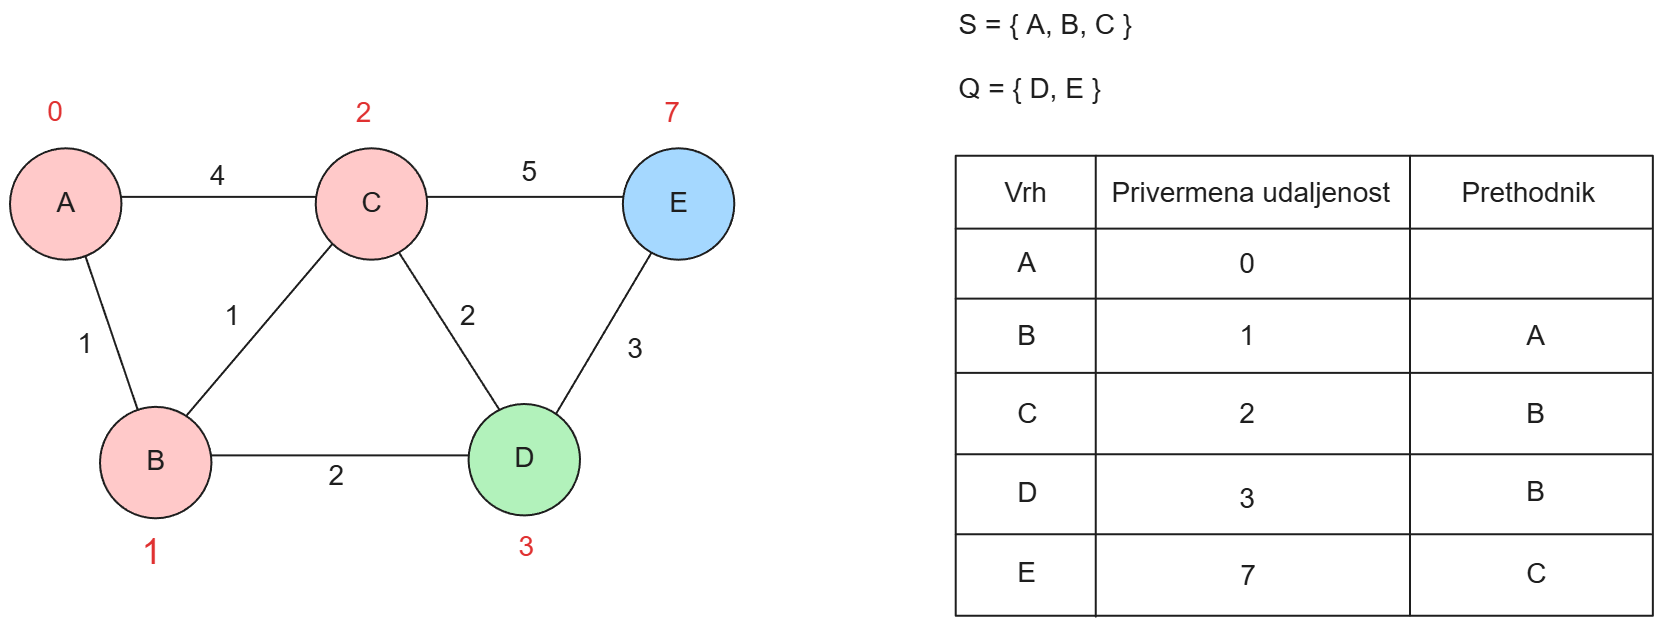 S = { A, B, C }
Q = { D, E }
0
2
7
A
4
C
5
E
1
1
2
3
B
2
D
1
3
Vrh Privermena udaljenost Prethodnik
A 0
B 1 A
C 2 B
D 3 B
E 7 C